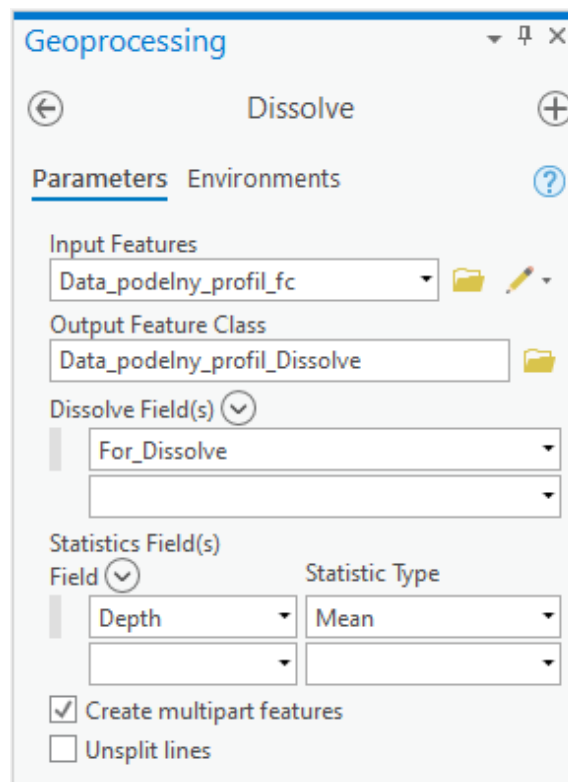 Geoprocessing
Dissolve
Parameters Environments
Input Features
Data_podelny_profil_fc
Output Feature Class
Data_podelny_profil_Dissolve
Dissolve Field(s)
For_Dissolve
Statistics Field(s)
Field Statistic Type
Depth Mean
Create multipart features
Unsplit lines